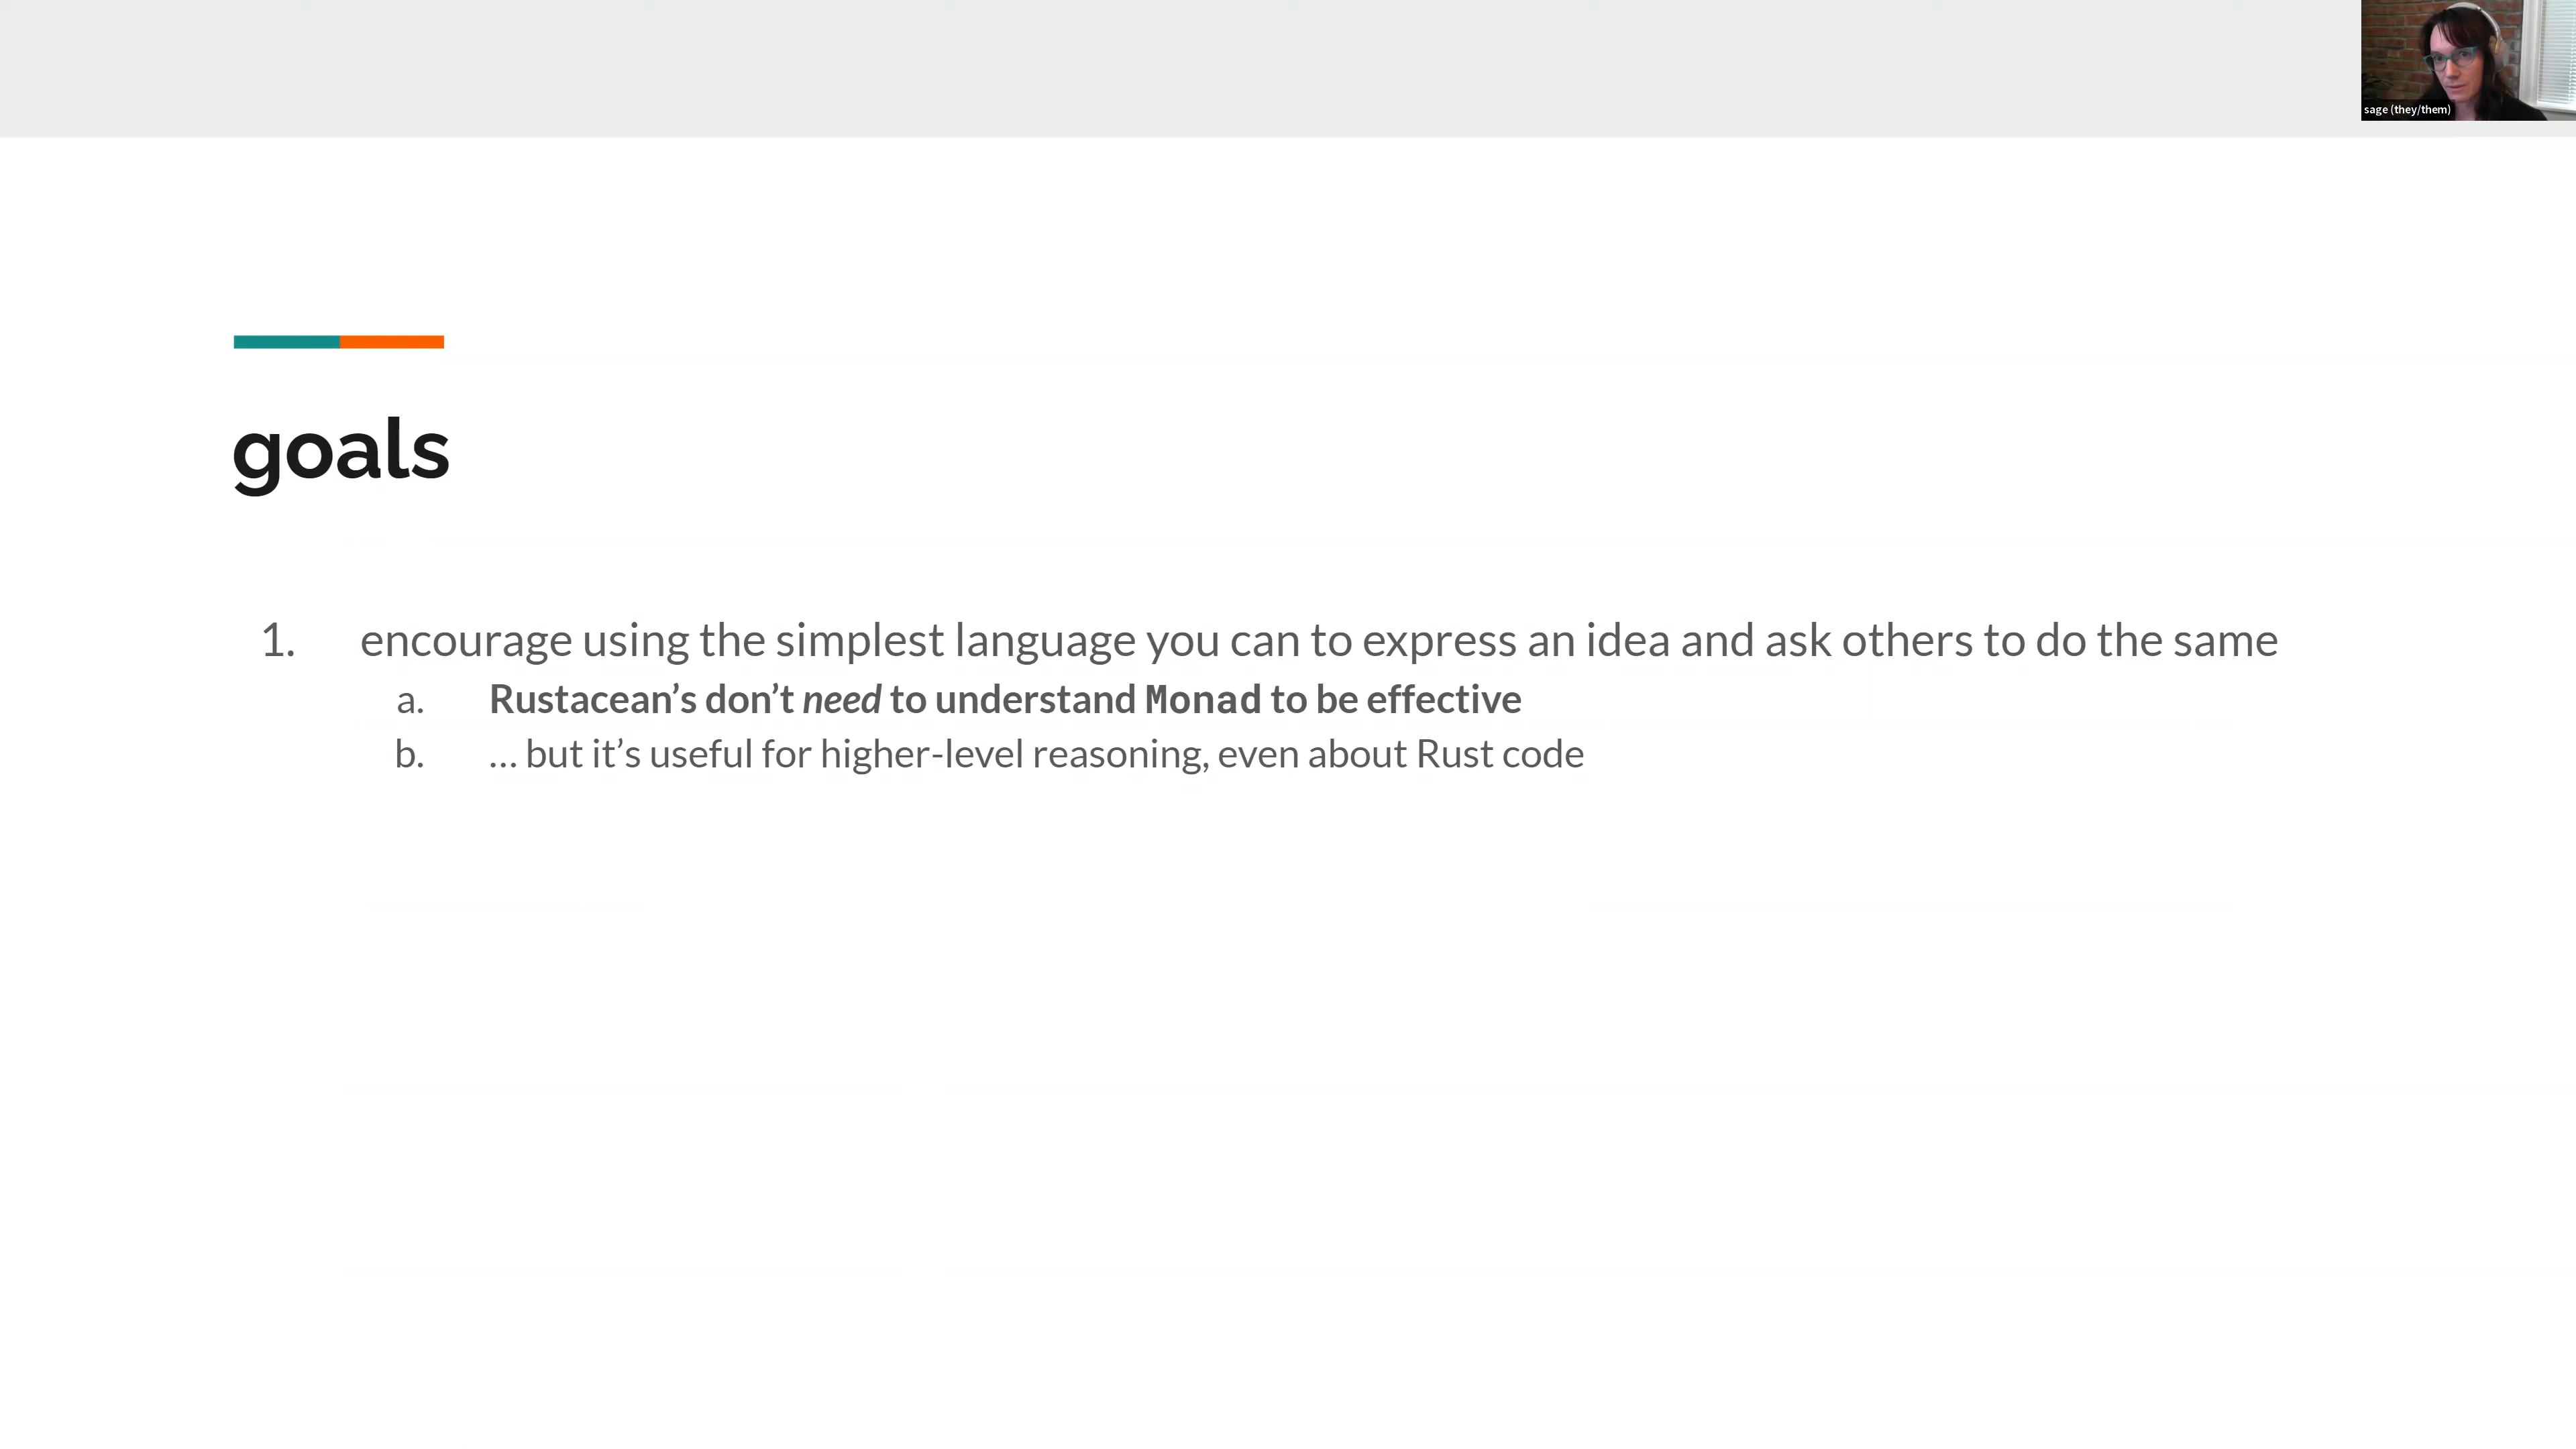 sage (they/them)
goals
1. encourage using the simplest language you can to express an idea and ask others to do the same
a. Rustacean’s don’t need to understand Monad to be effective
b. … but it’s useful for higher-level reasoning, even about Rust code